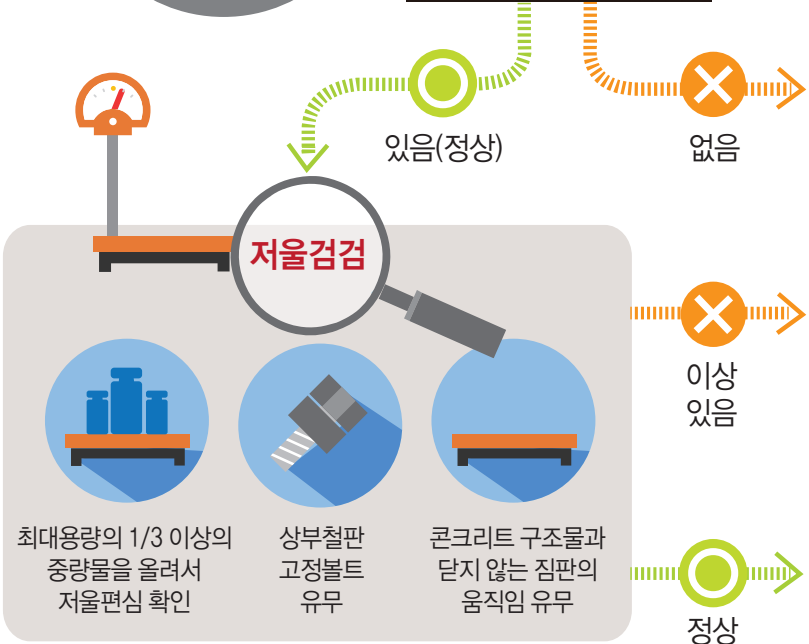 있음(정상)
없음
저울검검
이상
있음
최대용량의 1/3 이상의
중량물을 올려서
저울편심 확인
상부철판
고정볼트
유무
콘크리트 구조물과
닫지 않는 짐판의
움직임 유무
정상